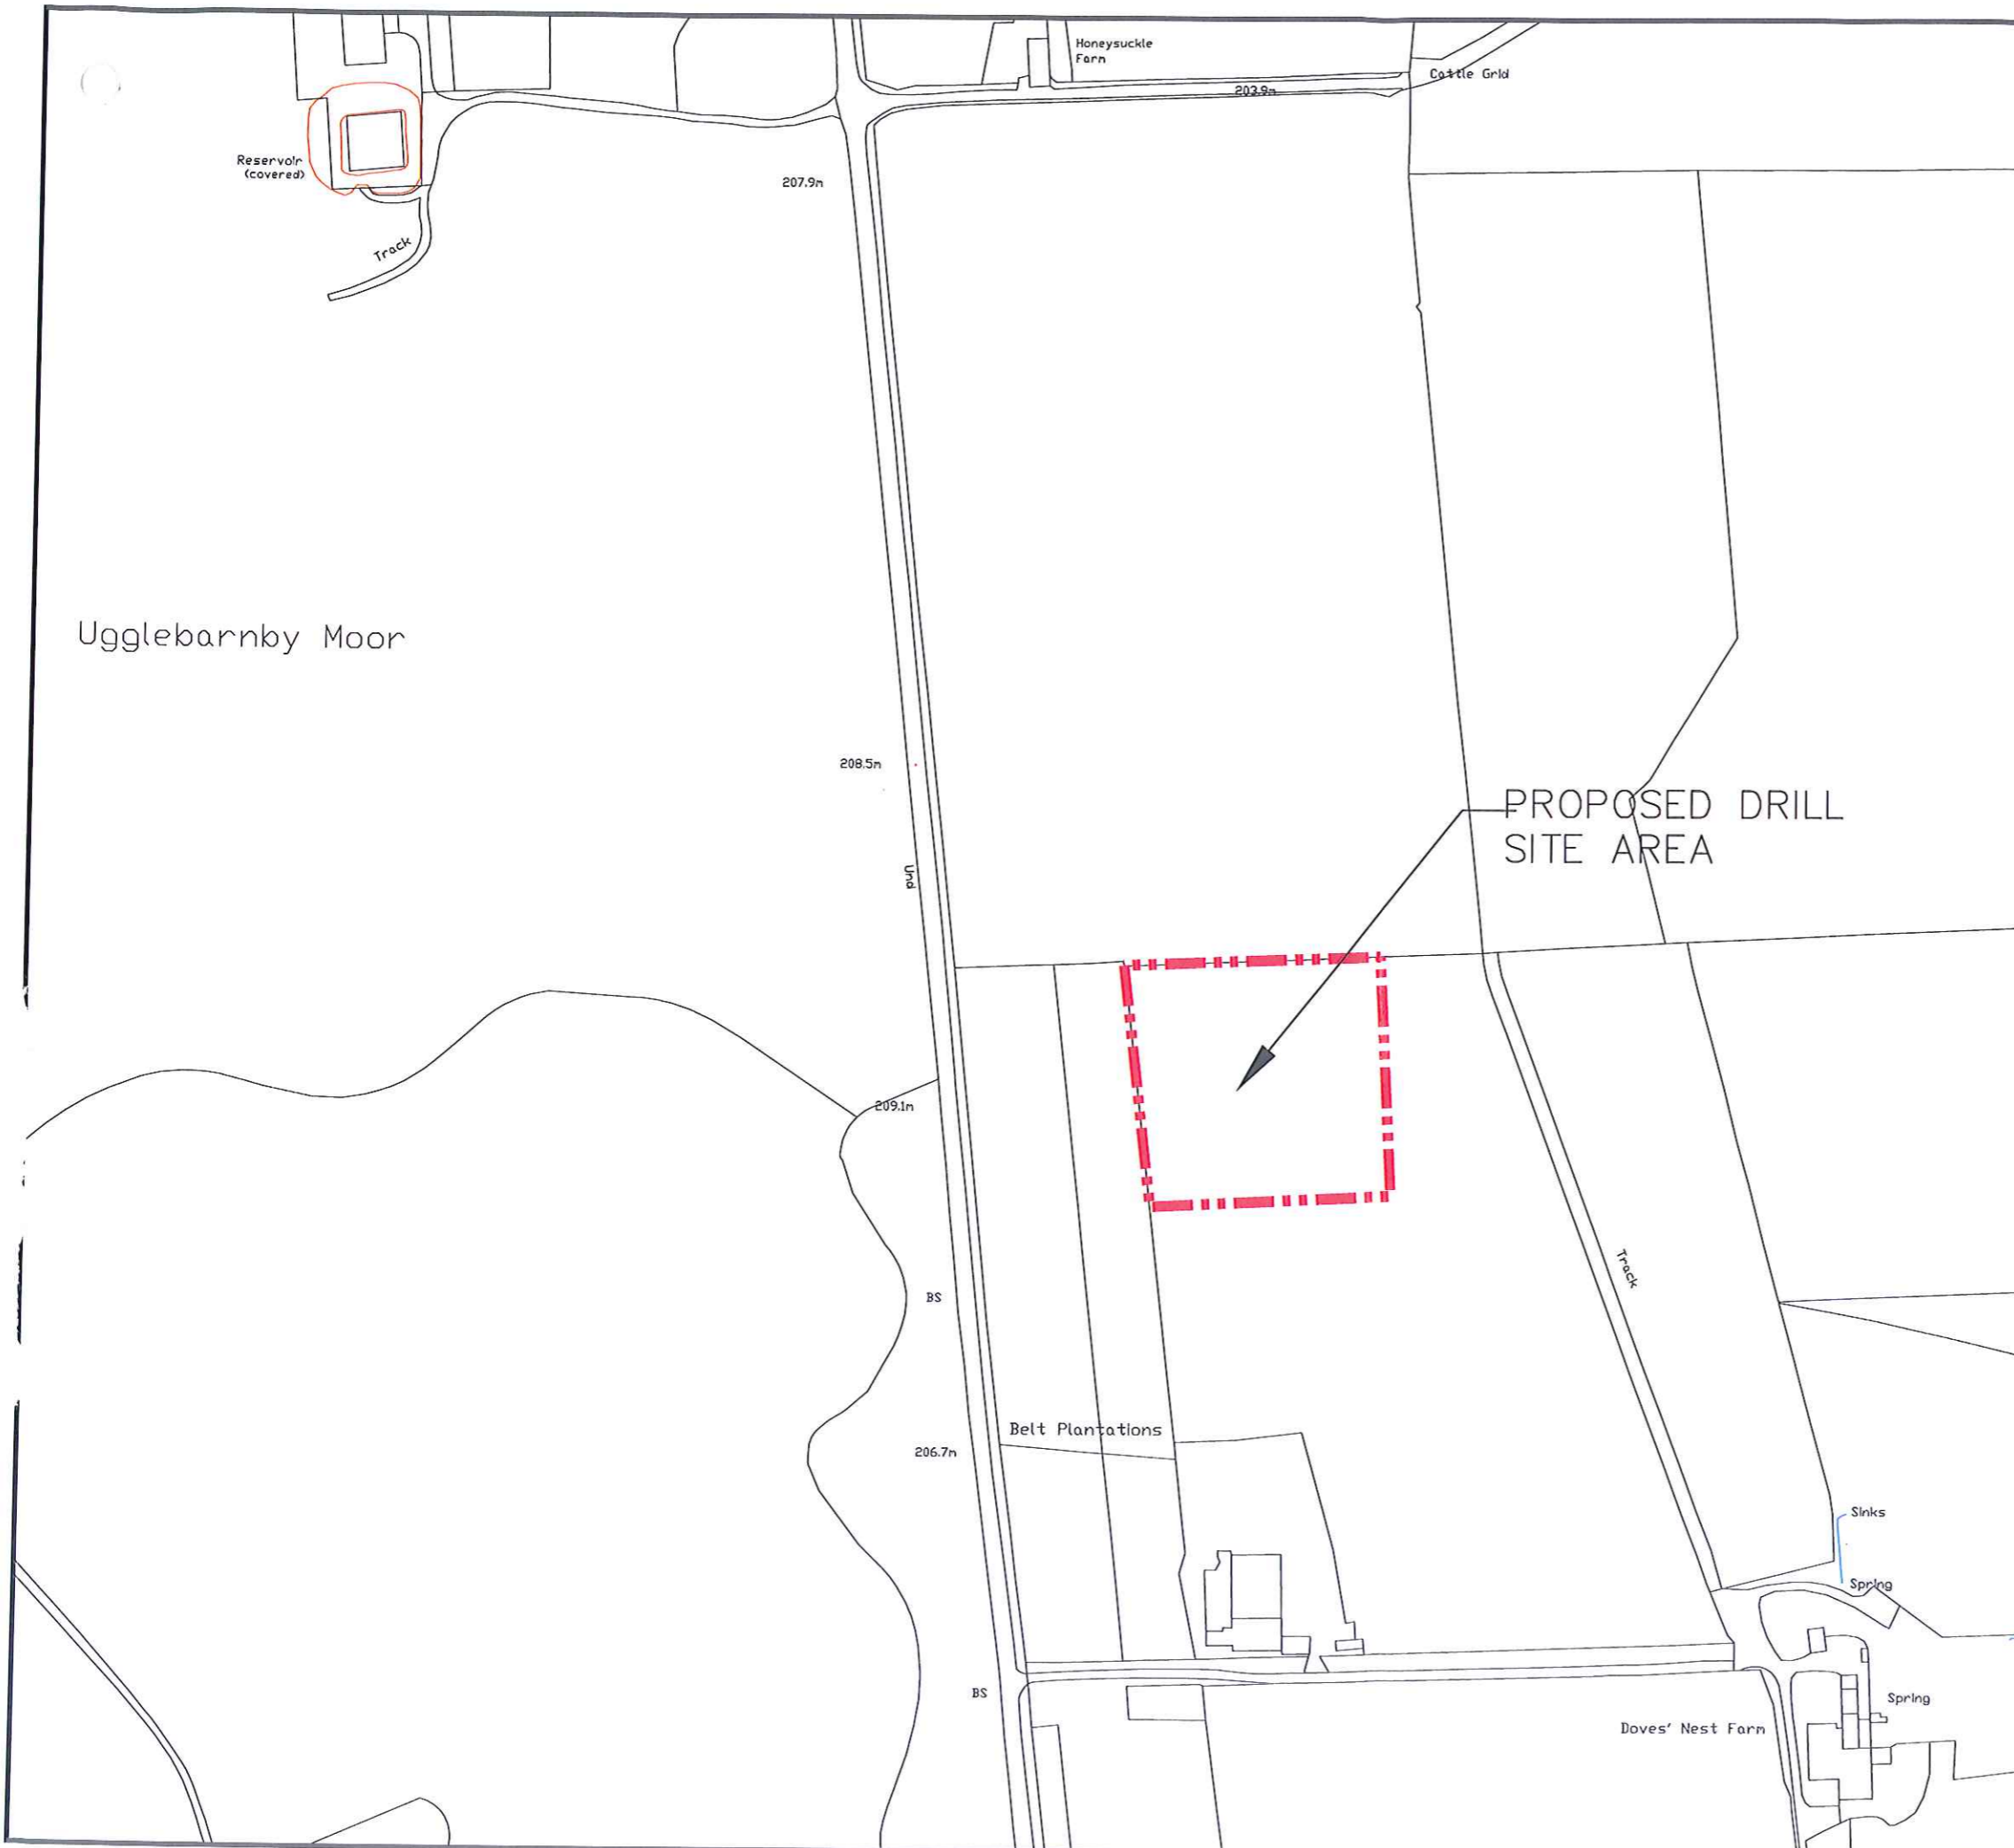 Honeysuckle
Farm
Cattle Grid
203.9m
Reservoir
(covered)
207.9m
Track
Ugglebarnby Moor
208.5m
PROPOSED DRILL
SITE AREA
Und
209.1m
Track
BS
Belt Plantations
206.7m
Sinks
Spring
BS
Spring
Doves' Nest Farm